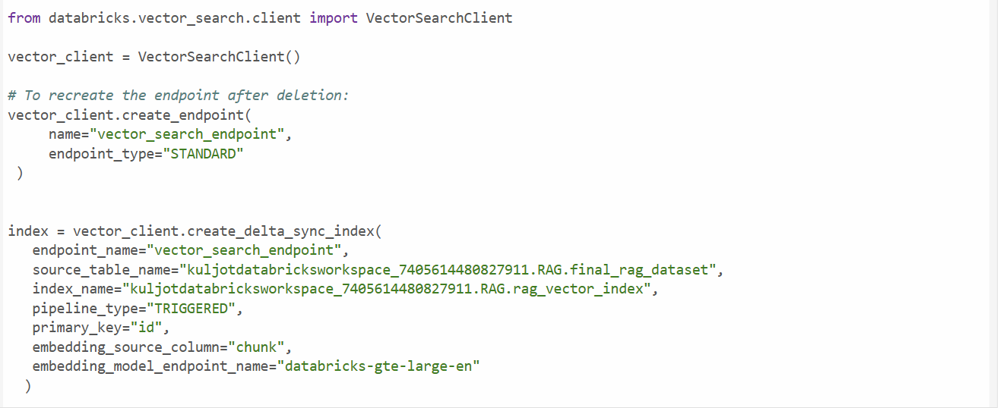 from databricks.vector_search.client import VectorSearchClient
vector_client = VectorSearchClient()
# To recreate the endpoint after deletion:
vector_client.create_endpoint(
     name="vector_search_endpoint",
     endpoint_type="STANDARD"
 )
index = vector_client.create_delta_sync_index(
   endpoint_name="vector_search_endpoint",
   source_table_name="kuljotdatabricksworkspace_7405614480827911.RAG.final_rag_dataset",
   index_name="kuljotdatabricksworkspace_7405614480827911.RAG.rag_vector_index",
   pipeline_type="TRIGGERED",
   primary_key="id",
   embedding_source_column="chunk",
   embedding_model_endpoint_name="databricks-gte-large-en"
  )